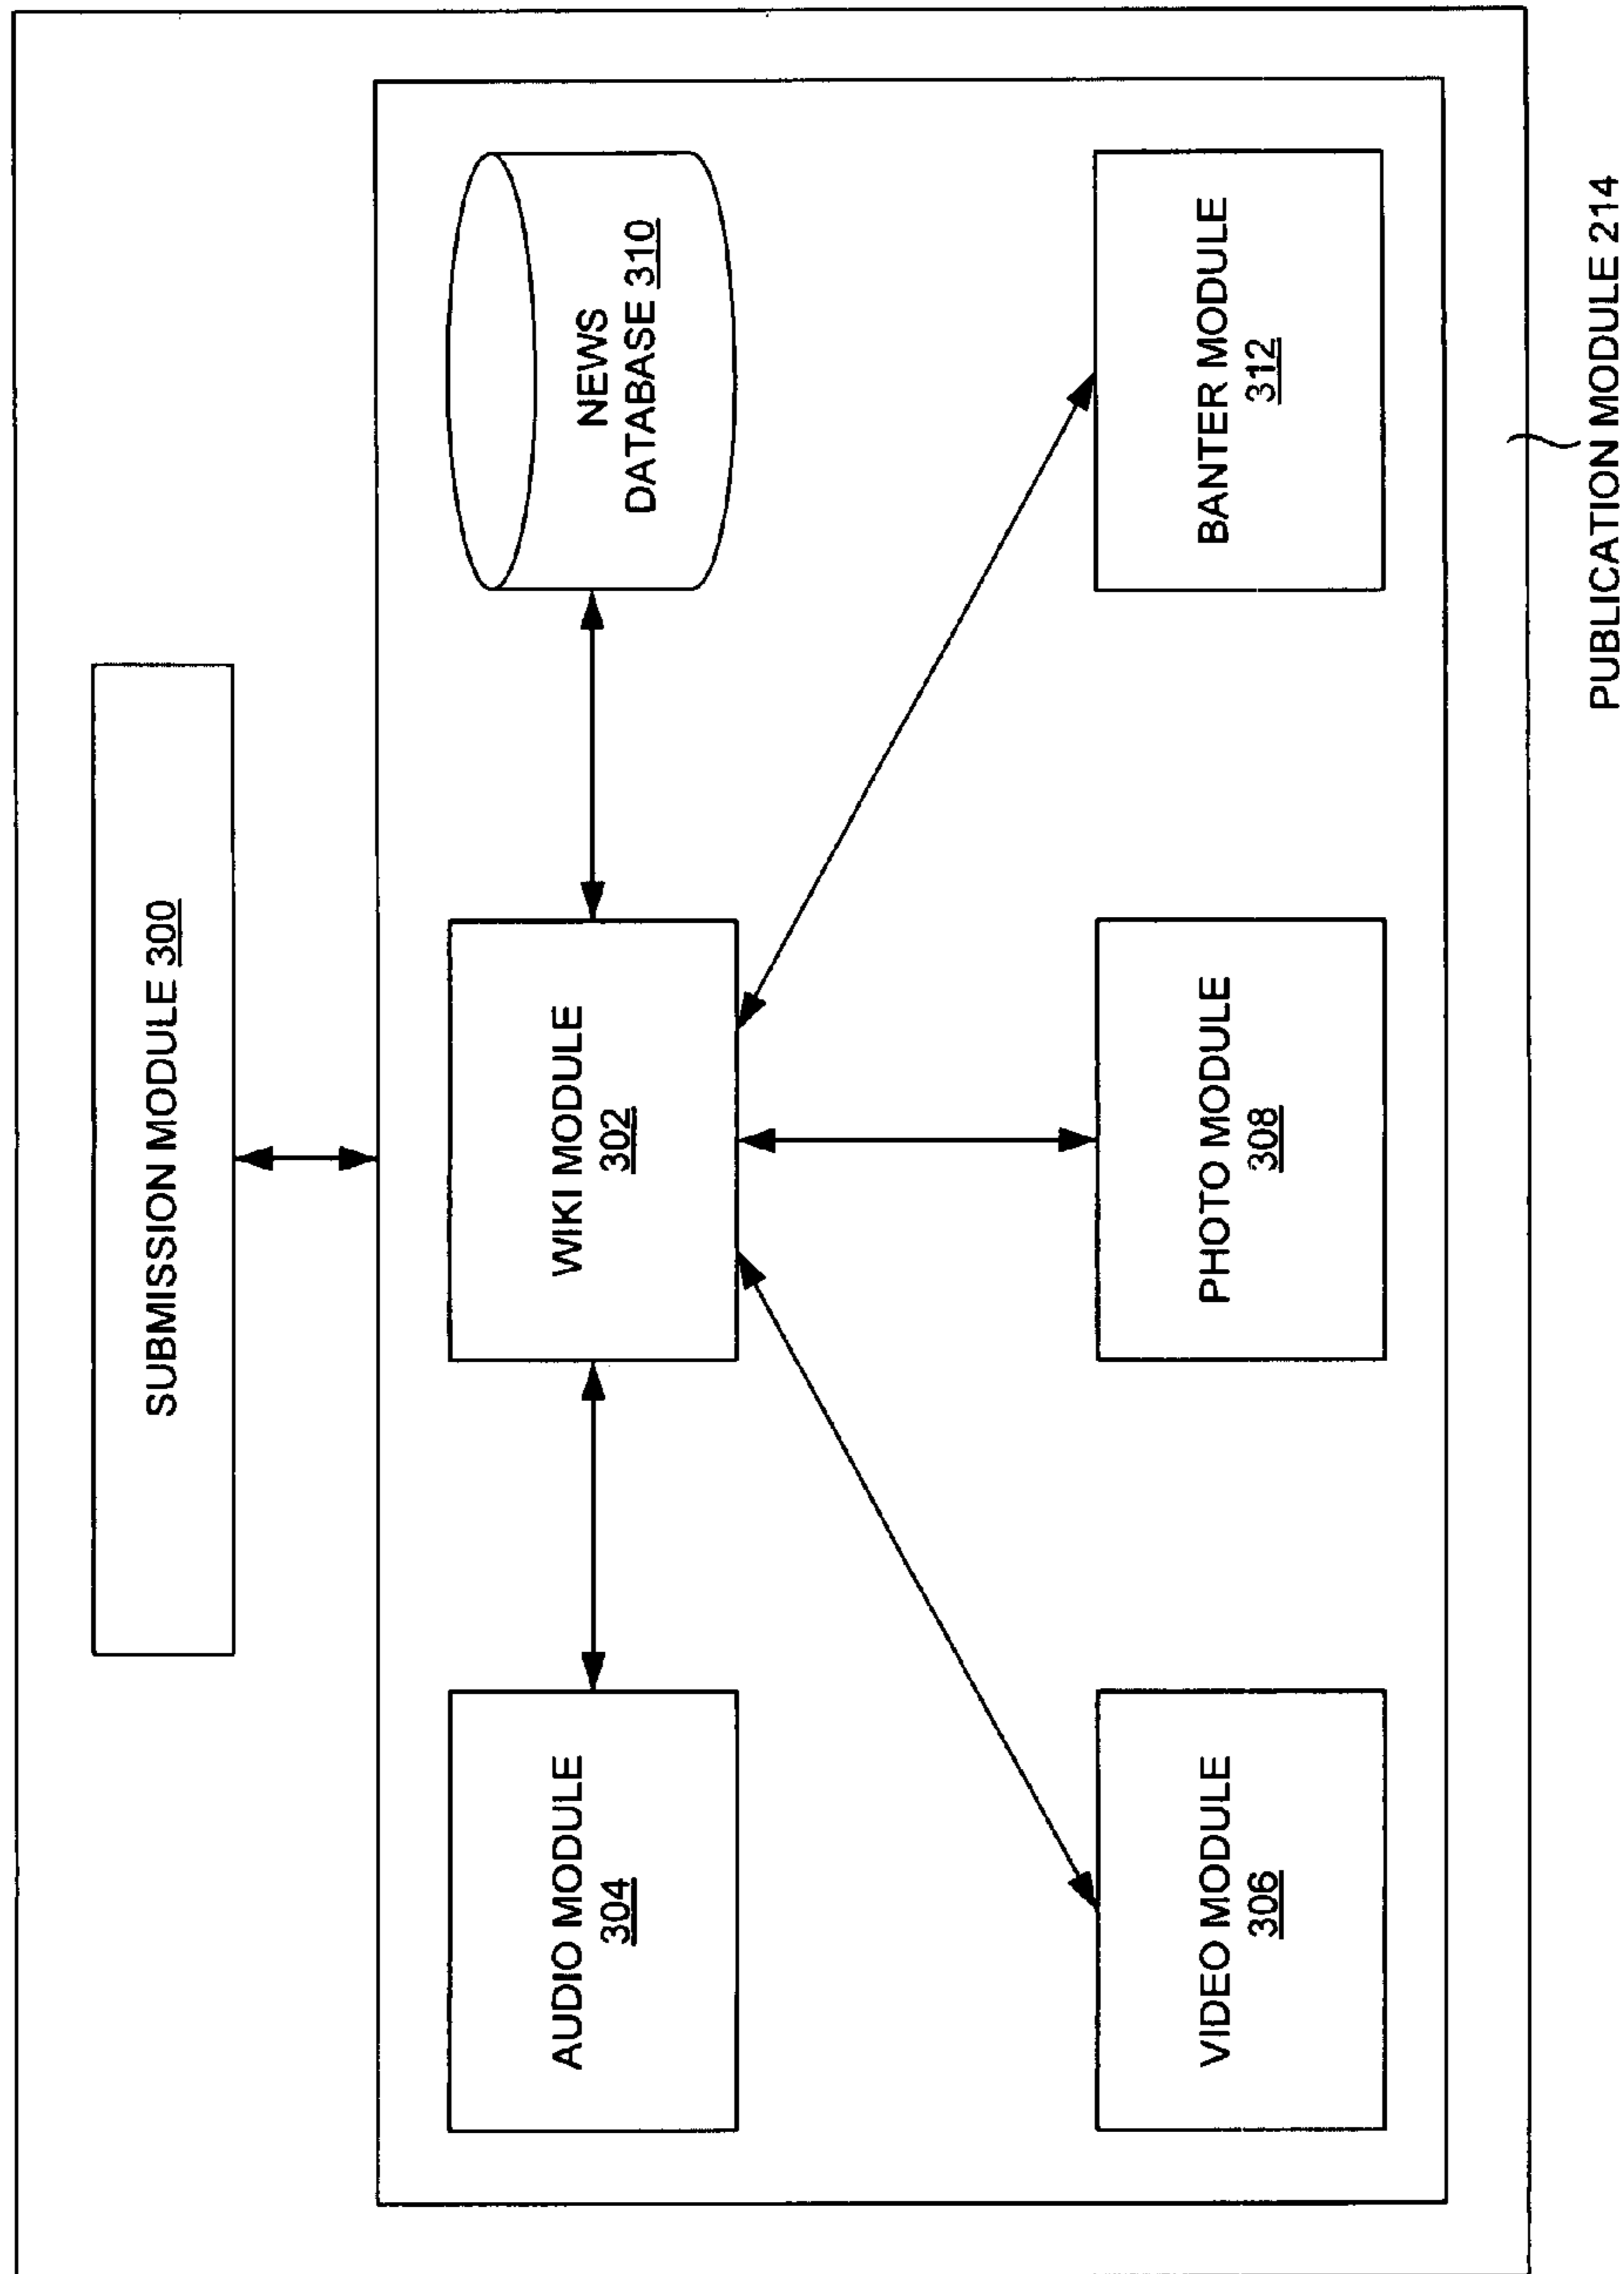 SUBMISSION MODULE 300
AUDIO MODULE
304
WIKI MODULE
302
NEWS
DATABASE 310
VIDEO MODULE
306
PHOTO MODULE
308
BANTER MODULE
312
PUBLICATION MODULE 214